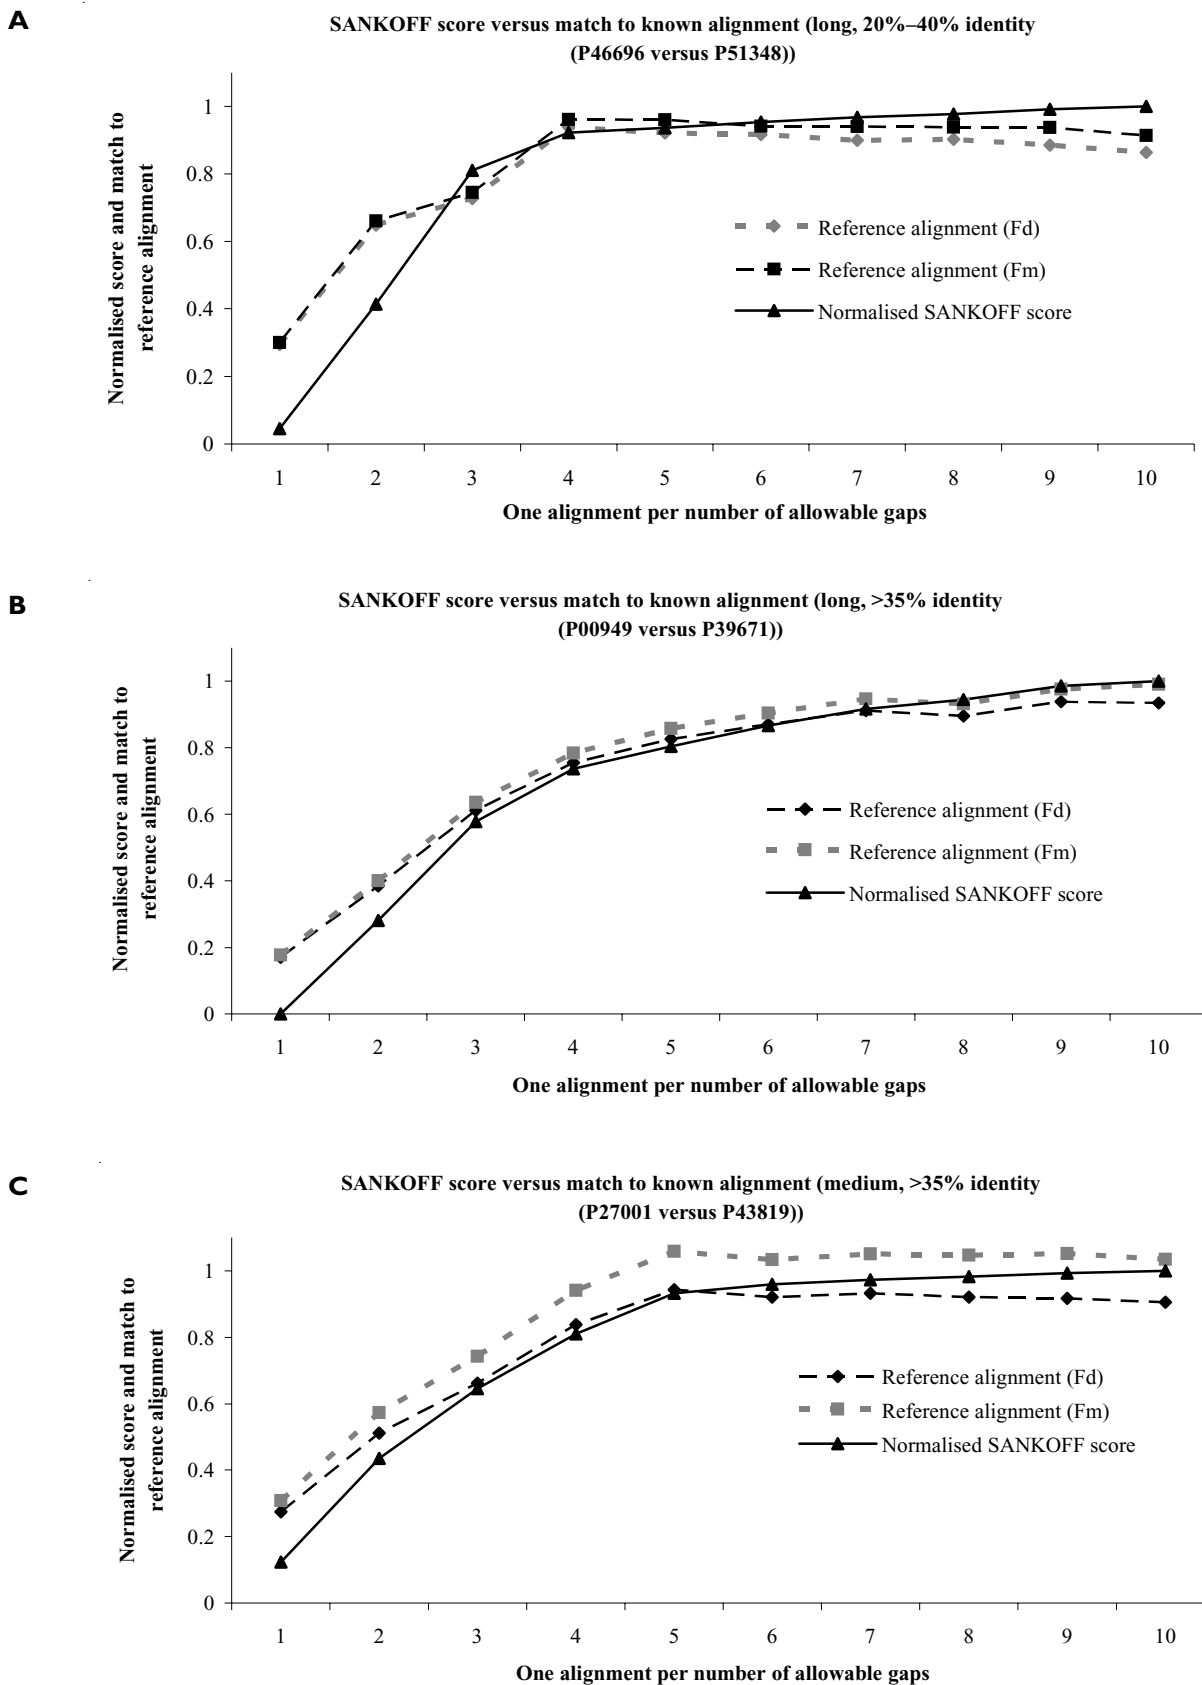 A
SANKOFF score versus match to known alignment (long, 20%–40% identity
(P46696 versus P51348))
Normalised score and match to
reference alignment
1
0.8
0.6
0.4
0.2
0
Reference alignment (Fd)
Reference alignment (Fm)
Normalised SANKOFF score
1 2 3 4 5 6 7 8 9 10
One alignment per number of allowable gaps
B
SANKOFF score versus match to known alignment (long, >35% identity
(P00949 versus P39671))
Normalised score and match to
reference alignment
1
0.8
0.6
0.4
0.2
0
Reference alignment (Fd)
Reference alignment (Fm)
Normalised SANKOFF score
1 2 3 4 5 6 7 8 9 10
One alignment per number of allowable gaps
C
SANKOFF score versus match to known alignment (medium, >35% identity
(P27001 versus P43819))
Normalised score and match to
reference alignment
1
0.8
0.6
0.4
0.2
0
Reference alignment (Fd)
Reference alignment (Fm)
Normalised SANKOFF score
1 2 3 4 5 6 7 8 9 10
One alignment per number of allowable gaps